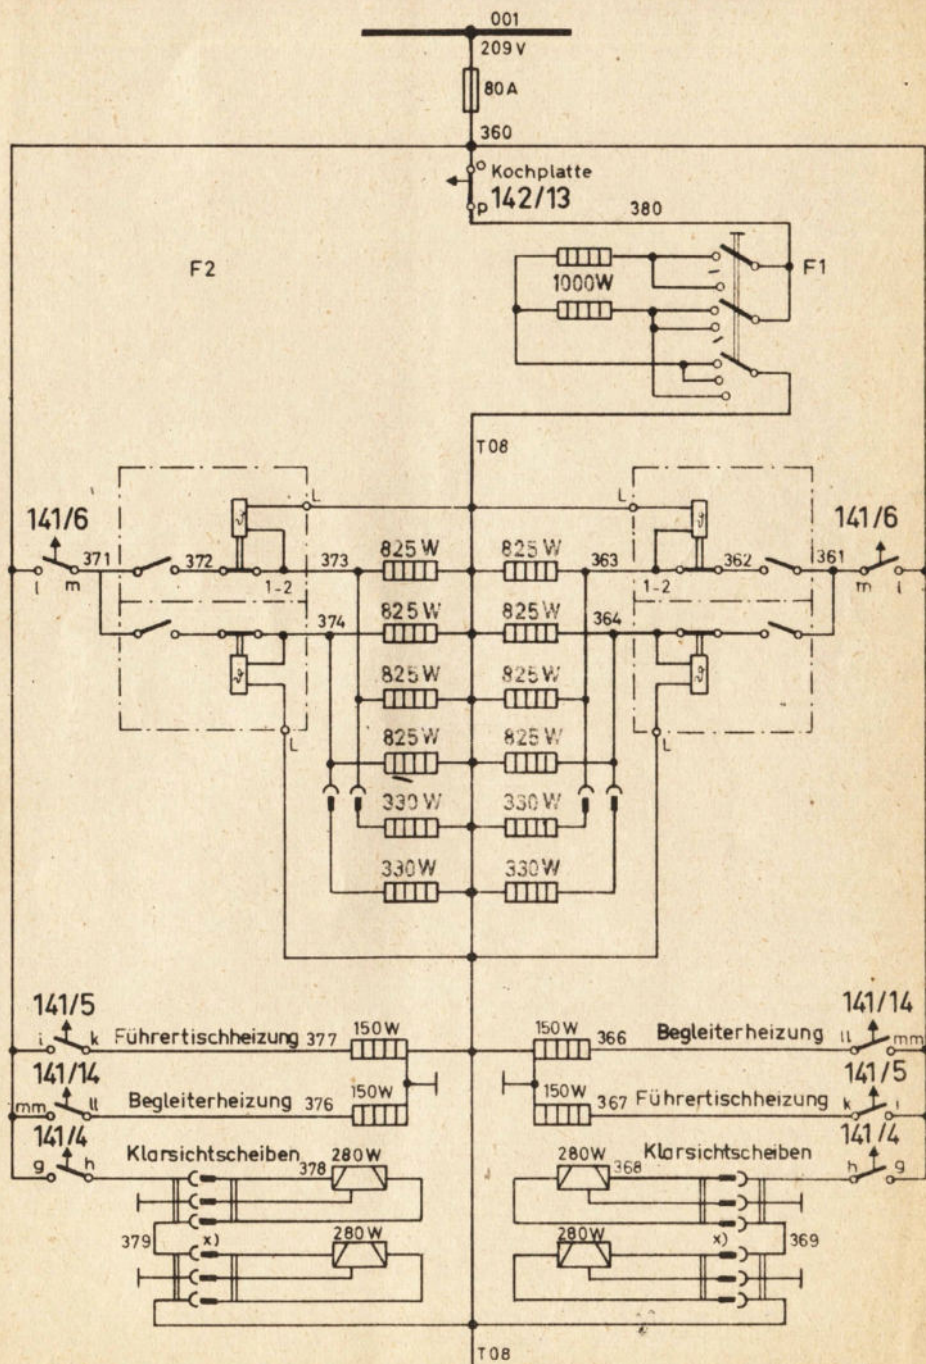 001
209 V
80 A
360
Kochplatte
142/13
o
p
380
F2
F1
1000W
T08
L
L
141/6
141/6
371
372
373
825 W
825 W
363
362
361
l
m
1-2
1-2
m
l
374
825 W
825 W
364
825 W
825 W
L
825 W
825 W
L
330 W
330 W
330 W
330 W
141/5
141/14
i
k
Führertischheizung
377
150W
150W
366
Begleiterheizung
ll
mm
141/14
141/5
mm
ll
Begleiterheizung
376
150W
150W
367
Führertischheizung
k
i
141/4
141/4
g
h
Klarsichtscheiben
378
280W
280W
368
Klarsichtscheiben
h
g
379
x)
280W
280W
x)
369
T08